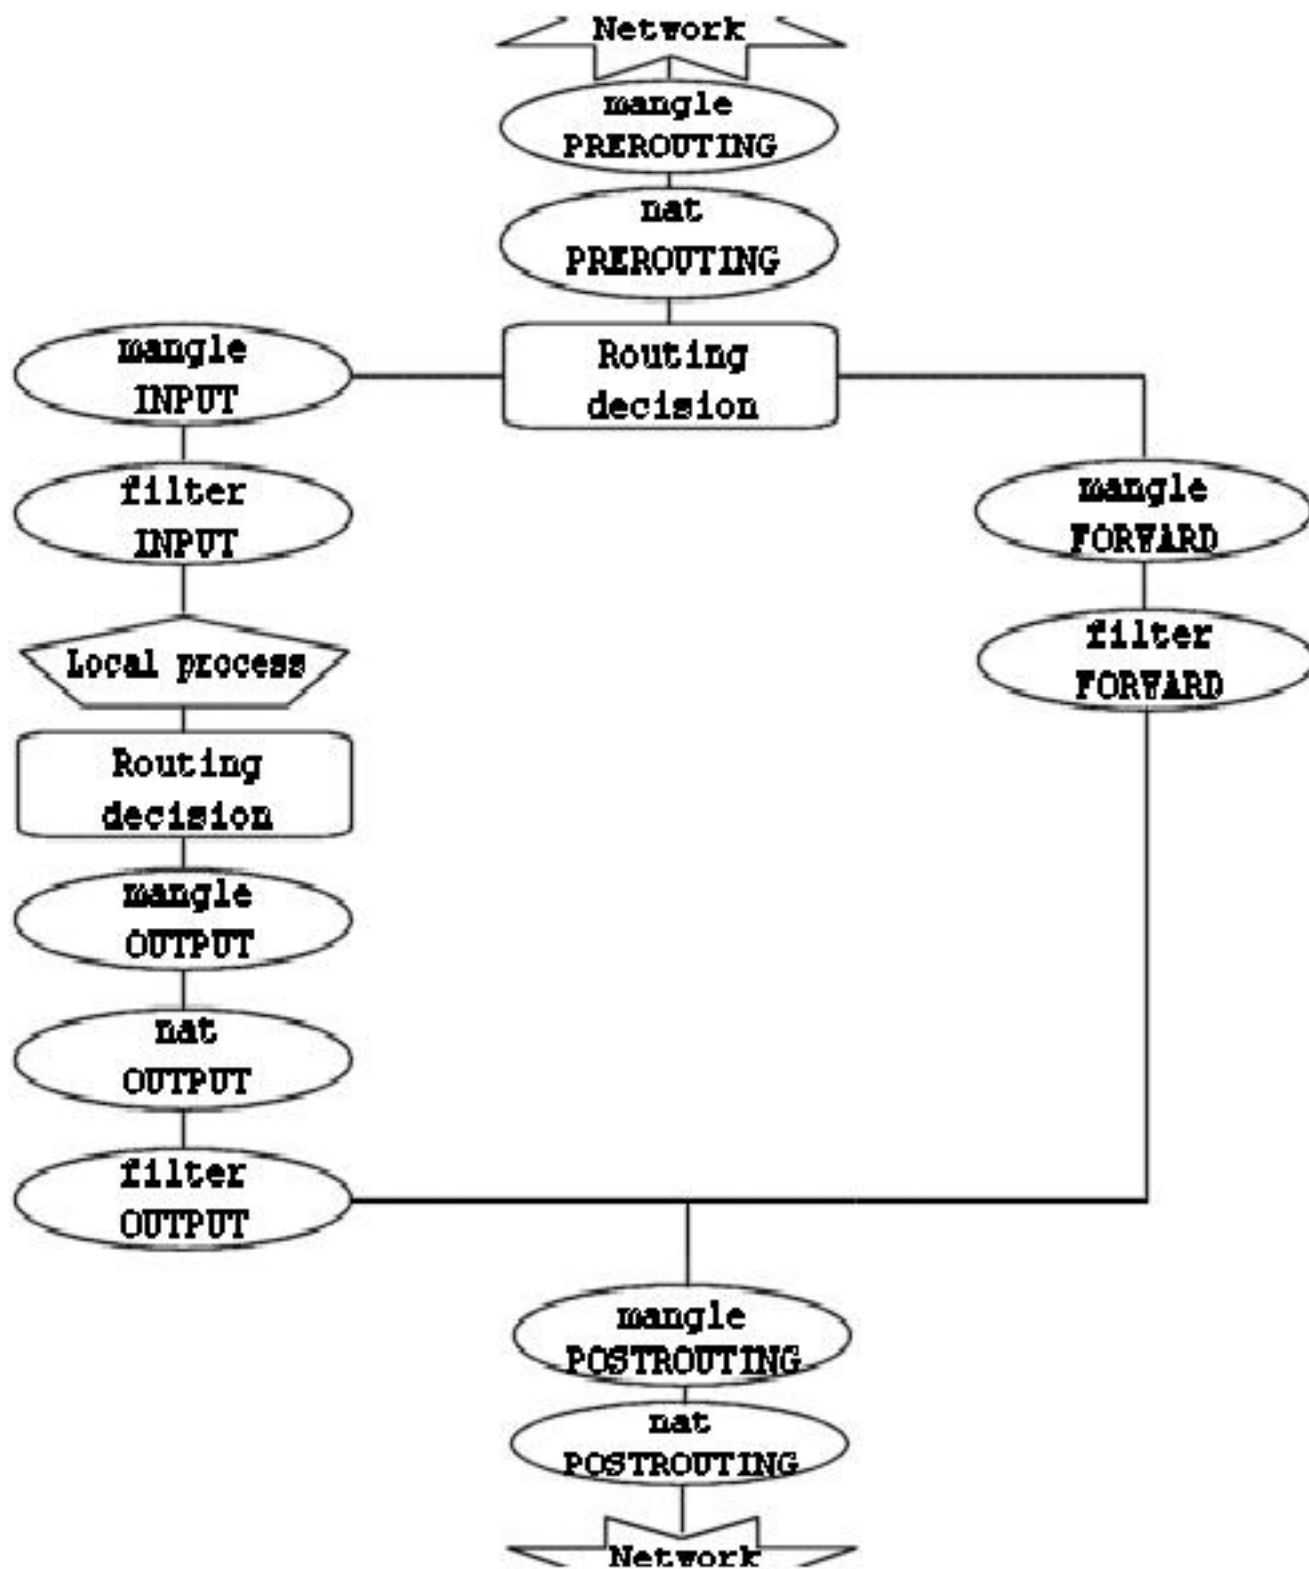 Network
mangle
PREROUTING
nat
PREROUTING
Routing
decision
mangle
INPUT
filter
INPUT
Local process
Routing
decision
mangle
OUTPUT
nat
OUTPUT
filter
OUTPUT
mangle
FORWARD
filter
FORWARD
mangle
POSTROUTING
nat
POSTROUTING
Network